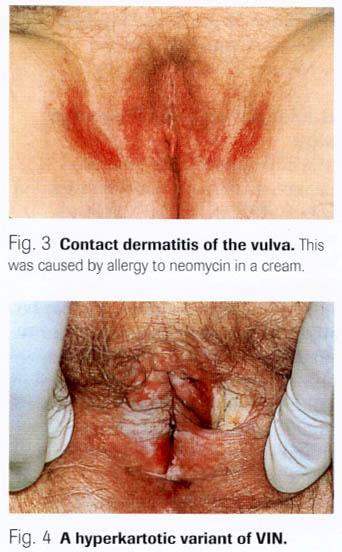 Fig. 3 Contact dermatitis of the vulva. This
was caused by allergy to neomycin in a cream.
Fig. 4 A hyperkartotic variant of VIN.